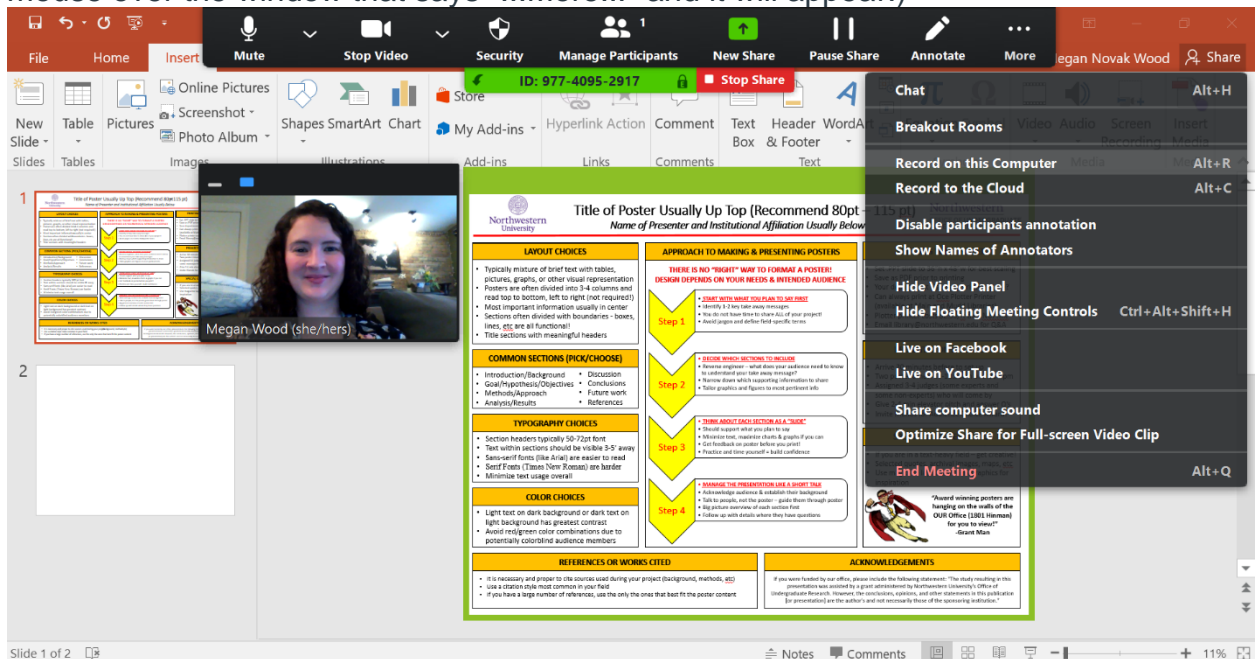 mouse over the window that says "...more..." and it will appear.)
Mute
Stop Video
Security
Manage Participants
1
New Share
Pause Share
Annotate
More
File
Home
Insert
egan Novak Wood
Share
ID: 977-4095-2917
Stop Share
New
Slide
Table
Pictures
Online Pictures
Screenshot
Photo Album
Shapes
SmartArt
Chart
Store
My Add-ins
Hyperlink
Action
Comment
Text
Box
Header
& Footer
WordArt
Video
Audio
Screen
Recording
Insert
Media
Slides
Tables
Images
Illustrations
Add-ins
Links
Comments
Text
Media
Chat Alt+H
Breakout Rooms
Record on this Computer Alt+R
Record to the Cloud Alt+C
Disable participants annotation
Show Names of Annotators
Hide Video Panel
Hide Floating Meeting Controls Ctrl+Alt+Shift+H
Live on Facebook
Live on YouTube
Share computer sound
Optimize Share for Full-screen Video Clip
End Meeting Alt+Q
1
2
Megan Wood (she/hers)
Northwestern
University
Title of Poster Usually Up Top (Recommend 80pt – 115 pt)
Name of Presenter and Institutional Affiliation Usually Below
LAYOUT CHOICES
• Typically mixture of brief text with tables,
pictures, graphs, or other visual representation
• Posters are often divided into 3-4 columns and
read top to bottom, left to right (not required!)
• Most important information usually in center
• Sections often divided with boundaries - boxes,
lines, etc are all functional!
• Title sections with meaningful headers
COMMON SECTIONS (PICK/CHOOSE)
• Introduction/Background
• Goal/Hypothesis/Objectives
• Methods/Approach
• Analysis/Results
• Discussion
• Conclusions
• Future work
• References
TYPOGRAPHY CHOICES
• Section headers typically 50-72pt font
• Text within sections should be visible 3-5' away
• Sans-serif fonts (like Arial) are easier to read
• Serif Fonts (Times New Roman) are harder
• Minimize text usage overall
COLOR CHOICES
• Light text on dark background or dark text on
light background has greatest contrast
• Avoid red/green color combinations due to
potentially colorblind audience members
APPROACH TO MAKING & PRESENTING POSTERS
THERE IS NO "RIGHT" WAY TO FORMAT A POSTER!
DESIGN DEPENDS ON YOUR NEEDS & INTENDED AUDIENCE
Step 1
• START WITH WHAT YOU PLAN TO SAY FIRST
• Identify 1-2 key take away messages
• You do not have time to share ALL of your project!
• Avoid jargon and define field-specific terms
Step 2
• DECIDE WHICH SECTIONS TO INCLUDE
• Reverse engineer – what does your audience need to know
to understand your take away message?
• Narrow down which supporting information to share
• Tailor graphics and figures to most pertinent info
Step 3
• THINK ABOUT EACH SECTION AS A "SLIDE"
• Should support what you plan to say
• Minimize text, maximize charts & graphs if you can
• Get feedback on poster before you print!
• Practice and time yourself = build confidence
Step 4
• MANAGE THE PRESENTATION LIKE A SHORT TALK
• Acknowledge audience & establish their background
• Talk to people, not the poster – guide them through poster
• Big picture overview of each section first
• Follow up with details where they have questions
"Award winning posters are
hanging on the walls of the
OUR Office (1801 Hinman)
for you to view!"
-Grant Man
REFERENCES OR WORKS CITED
• It is necessary and proper to cite sources used during your project (background, methods, etc)
• Use a citation style most common in your field
• If you have a large number of references, use the only the ones that best fit the poster content
ACKNOWLEDGEMENTS
If you were funded by our office, please include the following statement: "The study resulting in this
presentation was assisted by a grant administered by Northwestern University's Office of
Undergraduate Research. However, the conclusions, opinions, and other statements in this publication
[or presentation] are the author's and not necessarily those of the sponsoring institution."
Slide 1 of 2
Notes
Comments
11%